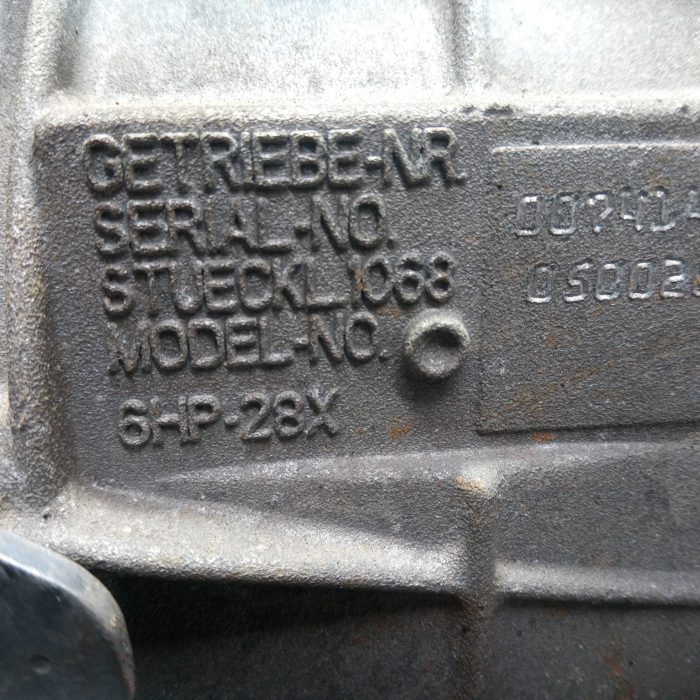 GETRIEBE-NR.
SERIAL-NO.
STUECKL.1068
MODEL-NO.
6HP-28X